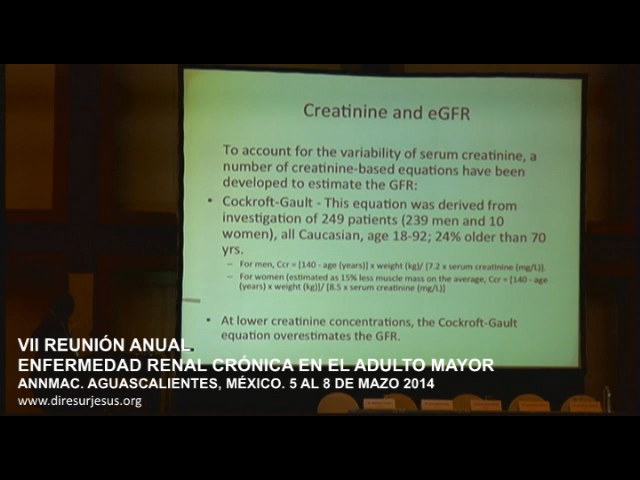 Creatinine and eGFR
To account for the variability of serum creatinine, a
number of creatinine-based equations have been
developed to estimate the GFR:
• Cockroft-Gault - This equation was derived from
investigation of 249 patients (239 men and 10
women), all Caucasian, age 18-92; 24% older than 70
yrs.
– For men, Ccr = [140 - age (years)] x weight (kg)/ [7.2 x serum creatinine (mg/L)].
– For women (estimated as 15% less muscle mass on the average, Ccr = [140 - age
(years) x weight (kg)]/ [8.5 x serum creatinine (mg/L)]
• At lower creatinine concentrations, the Cockroft-Gault
equation overestimates the GFR.
VII REUNIÓN ANUAL.
ENFERMEDAD RENAL CRÓNICA EN EL ADULTO MAYOR
ANNMAC. AGUASCALIENTES, MÉXICO. 5 AL 8 DE MAZO 2014
www.diresurjesus.org